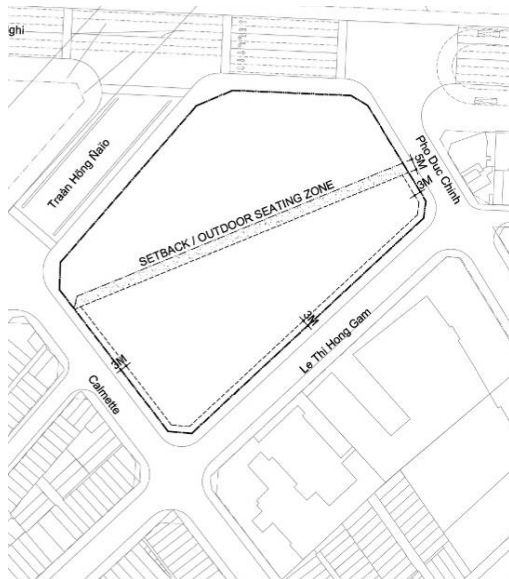 ghi
Traàn Höng Ñaïo
Pho Duc Chinh
5M
3M
SETBACK / OUTDOOR SEATING ZONE
3M
Le Thi Hong Gam
3M
Calmette